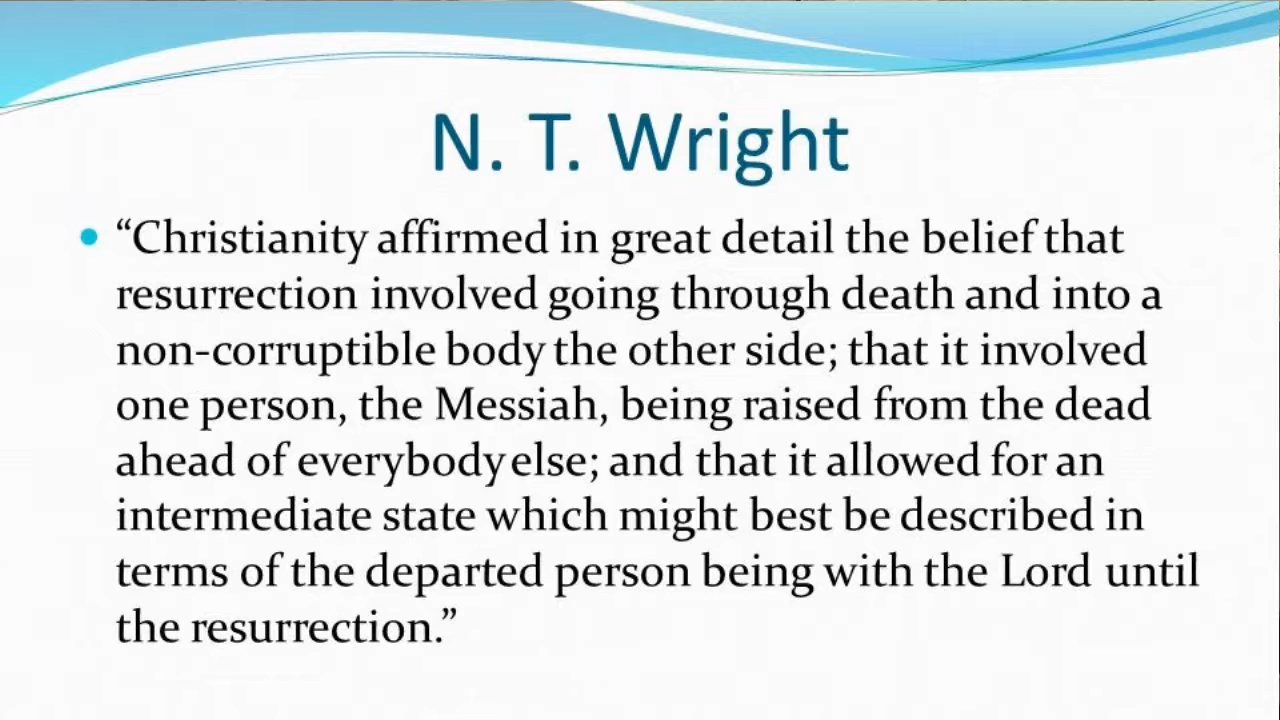 N. T. Wright
• “Christianity affirmed in great detail the belief that
resurrection involved going through death and into a
non-corruptible body the other side; that it involved
one person, the Messiah, being raised from the dead
ahead of everybody else; and that it allowed for an
intermediate state which might best be described in
terms of the departed person being with the Lord until
the resurrection.”